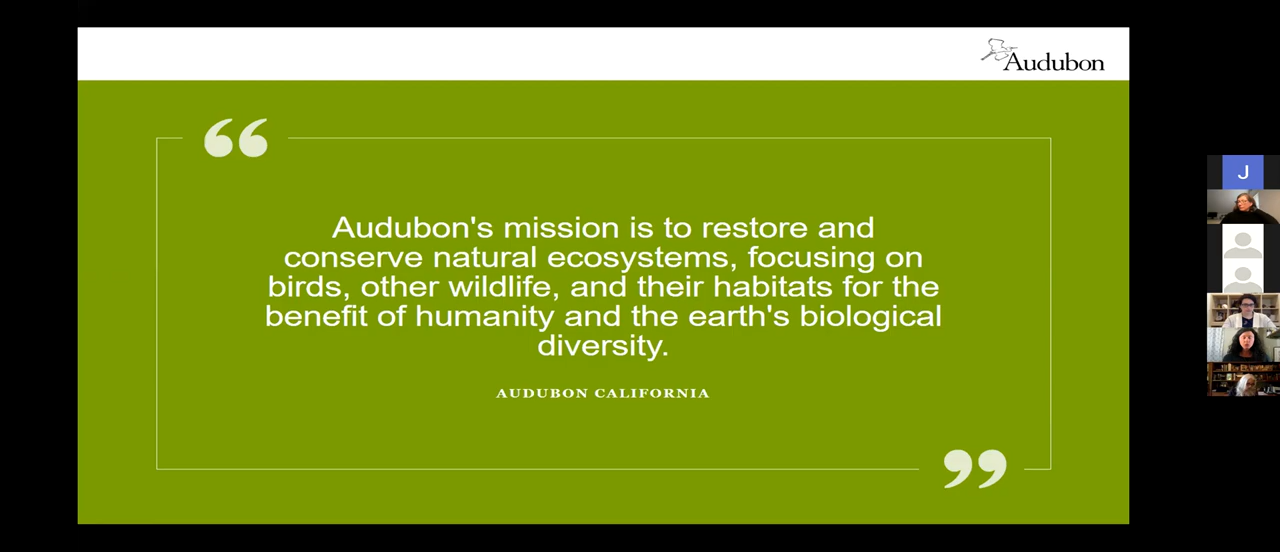 Audubon
Audubon's mission is to restore and
conserve natural ecosystems, focusing on
birds, other wildlife, and their habitats for the
benefit of humanity and the earth's biological
diversity.
AUDUBON CALIFORNIA
J